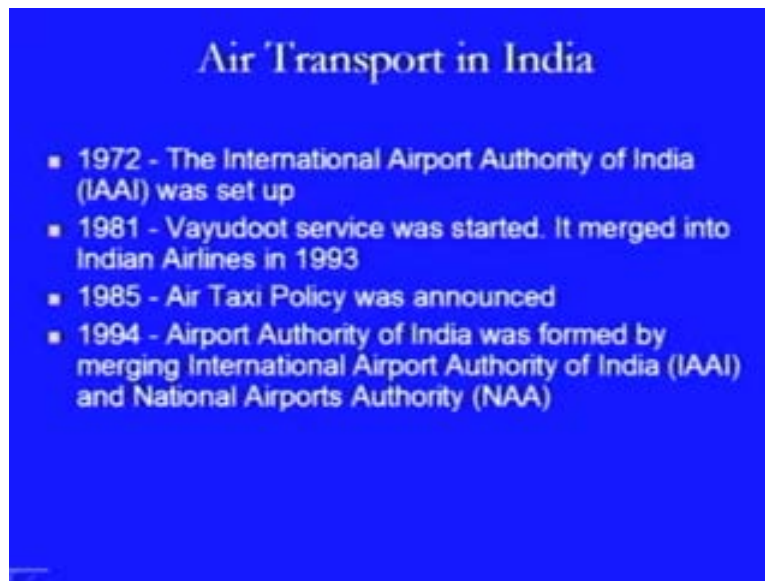 Air Transport in India
1972 - The International Airport Authority of India
(IAAI) was set up
1981 - Vayudoot service was started. It merged into
Indian Airlines in 1993
1985 - Air Taxi Policy was announced
1994 - Airport Authority of India was formed by
merging International Airport Authority of India (IAAI)
and National Airports Authority (NAA)